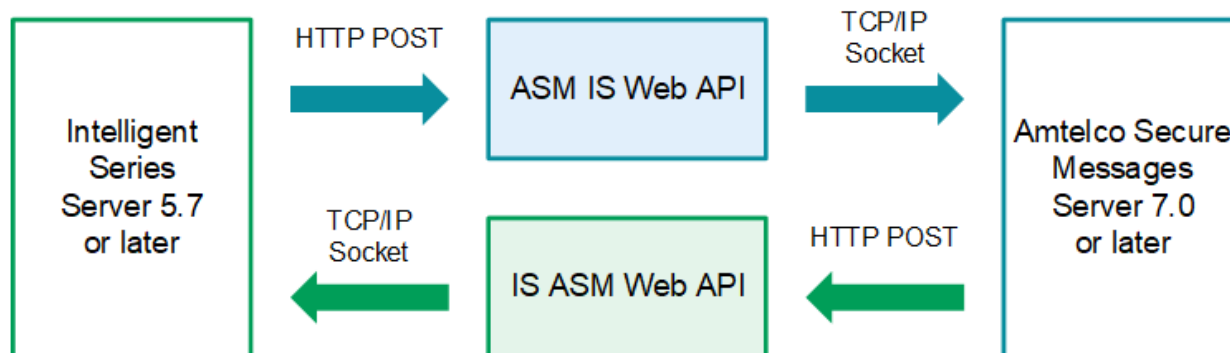 Intelligent
Series
Server 5.7
or later
HTTP POST
ASM IS Web API
TCP/IP
Socket
Amtelco Secure
Messages
Server 7.0
or later
TCP/IP
Socket
IS ASM Web API
HTTP POST